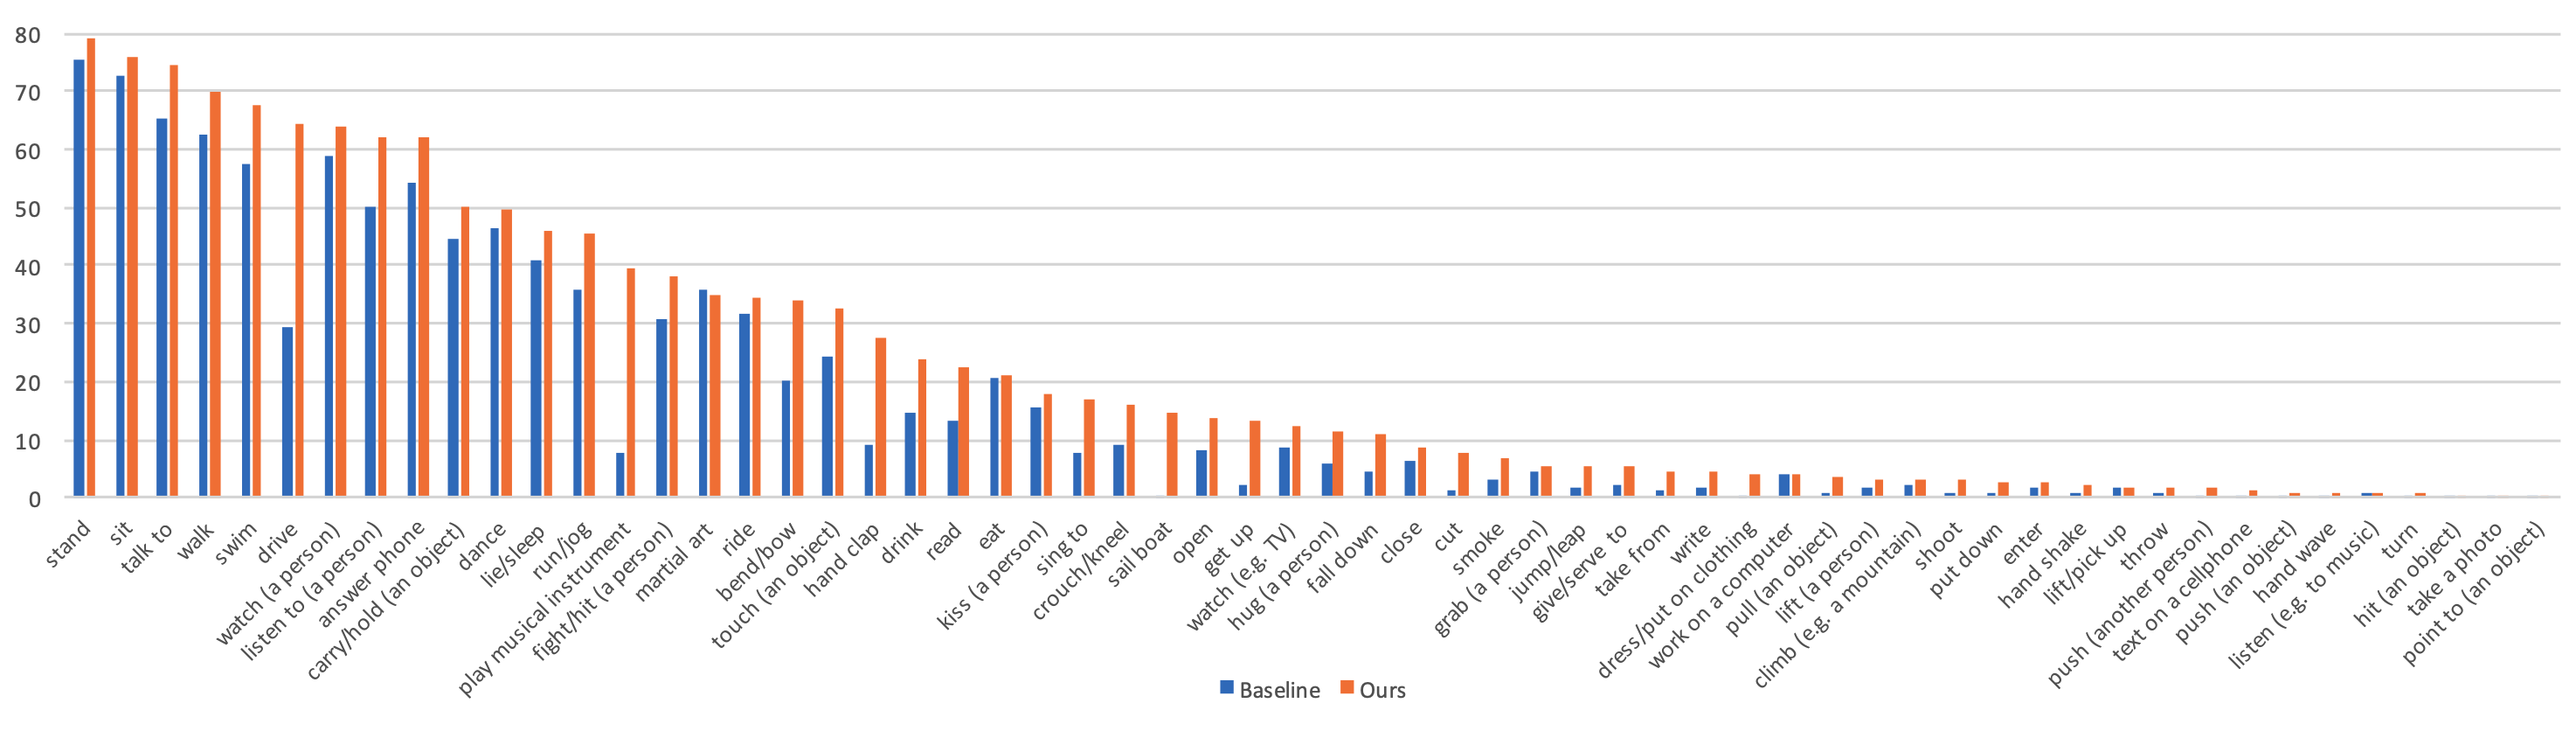 80
70
60
50
40
30
20
10
0
stand
sit
talk to
walk
swim
drive
watch (a person)
listen to (a person)
answer phone
carry/hold (an object)
dance
lie/sleep
run/jog
play musical instrument
fight/hit (a person)
martial art
ride
bend/bow
touch (an object)
hand clap
drink
read
eat
kiss (a person)
sing to
crouch/kneel
sail boat
open
get up
watch (e.g. TV)
hug (a person)
fall down
close
cut
smoke
grab (a person)
jump/leap
give/serve to
take from
write
dress/put on clothing
work on a computer
pull (an object)
lift (a person)
climb (e.g. a mountain)
shoot
put down
enter
hand shake
lift/pick up
throw
push (another person)
text on a cellphone
push (an object)
hand wave
listen (e.g. to music)
turn
hit (an object)
take a photo
point to (an object)
Baseline
Ours